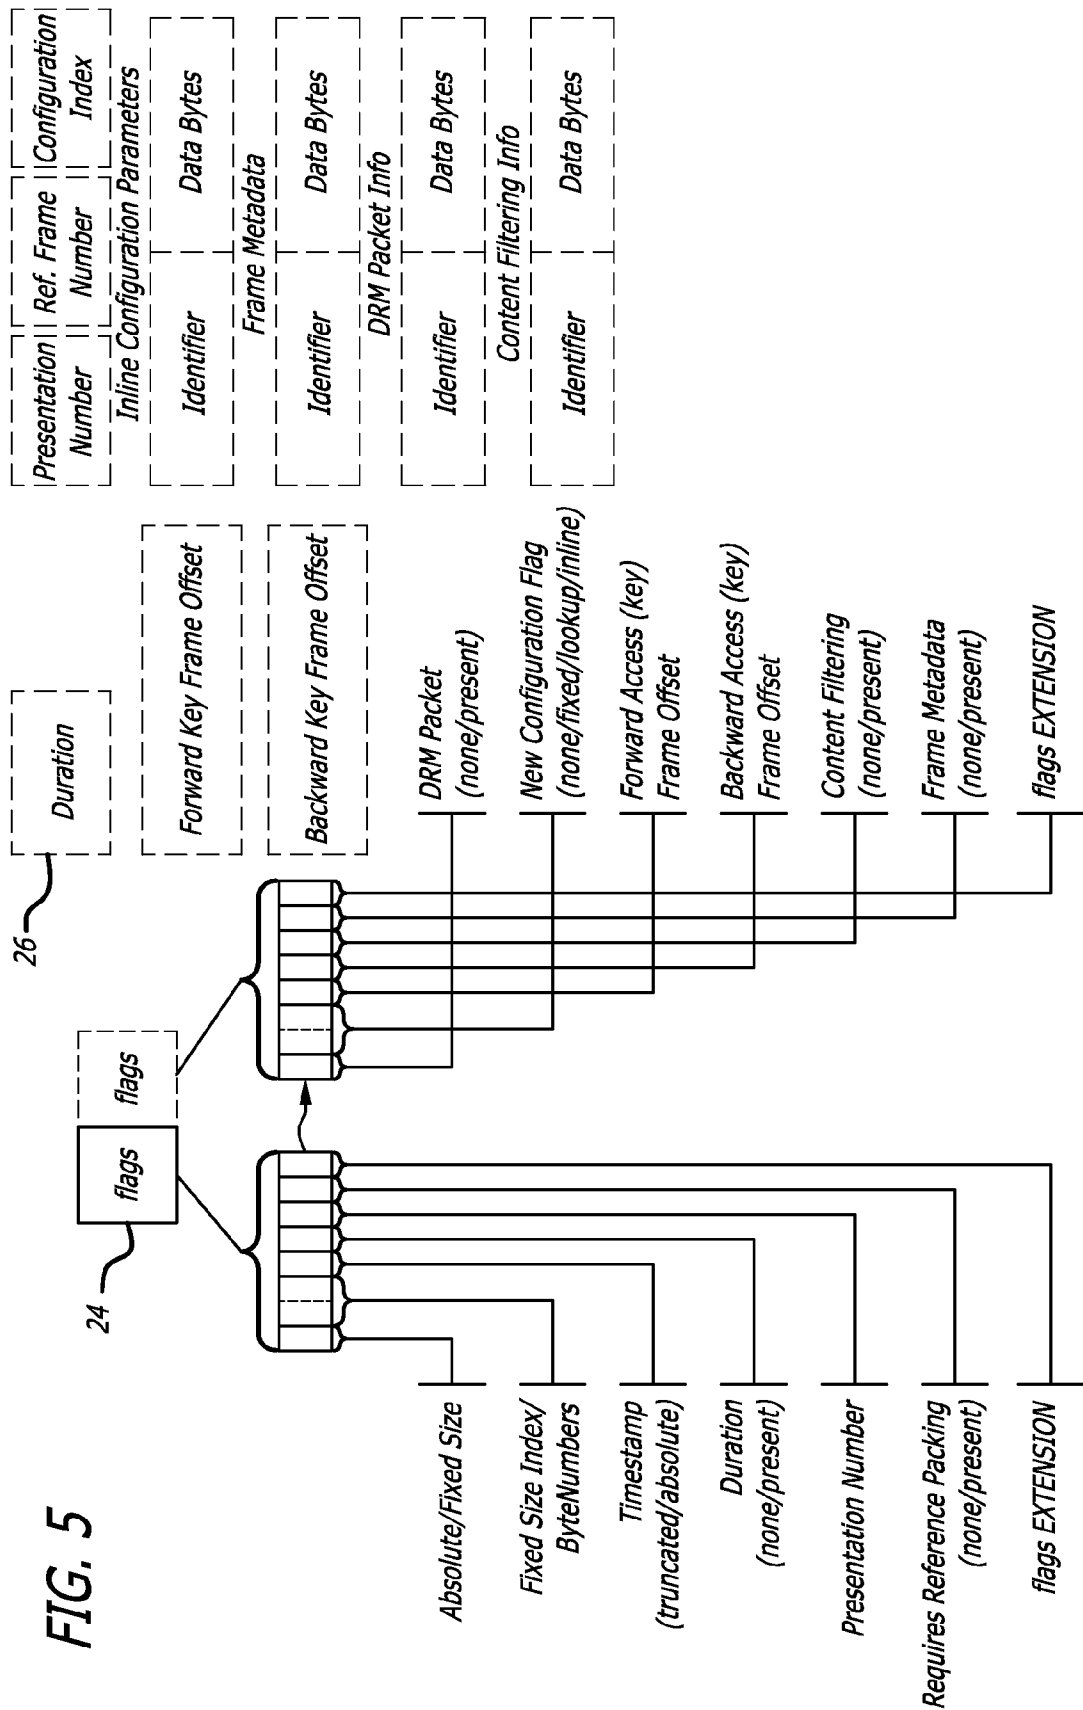 FIG. 5
24
flags
flags
26
Duration
Presentation
Number
Ref. Frame
Number
Configuration
Index
Forward Key Frame Offset
Backward Key Frame Offset
Inline Configuration Parameters
Identifier
Data Bytes
Frame Metadata
Identifier
Data Bytes
DRM Packet Info
Identifier
Data Bytes
Content Filtering Info
Identifier
Data Bytes
Absolute/Fixed Size
Fixed Size Index/
ByteNumbers
Timestamp
(truncated/absolute)
Duration
(none/present)
Presentation Number
Requires Reference Packing
(none/present)
flags EXTENSION
DRM Packet
(none/present)
New Configuration Flag
(none/fixed/lookup/inline)
Forward Access (key)
Frame Offset
Backward Access (key)
Frame Offset
Content Filtering
(none/present)
Frame Metadata
(none/present)
flags EXTENSION